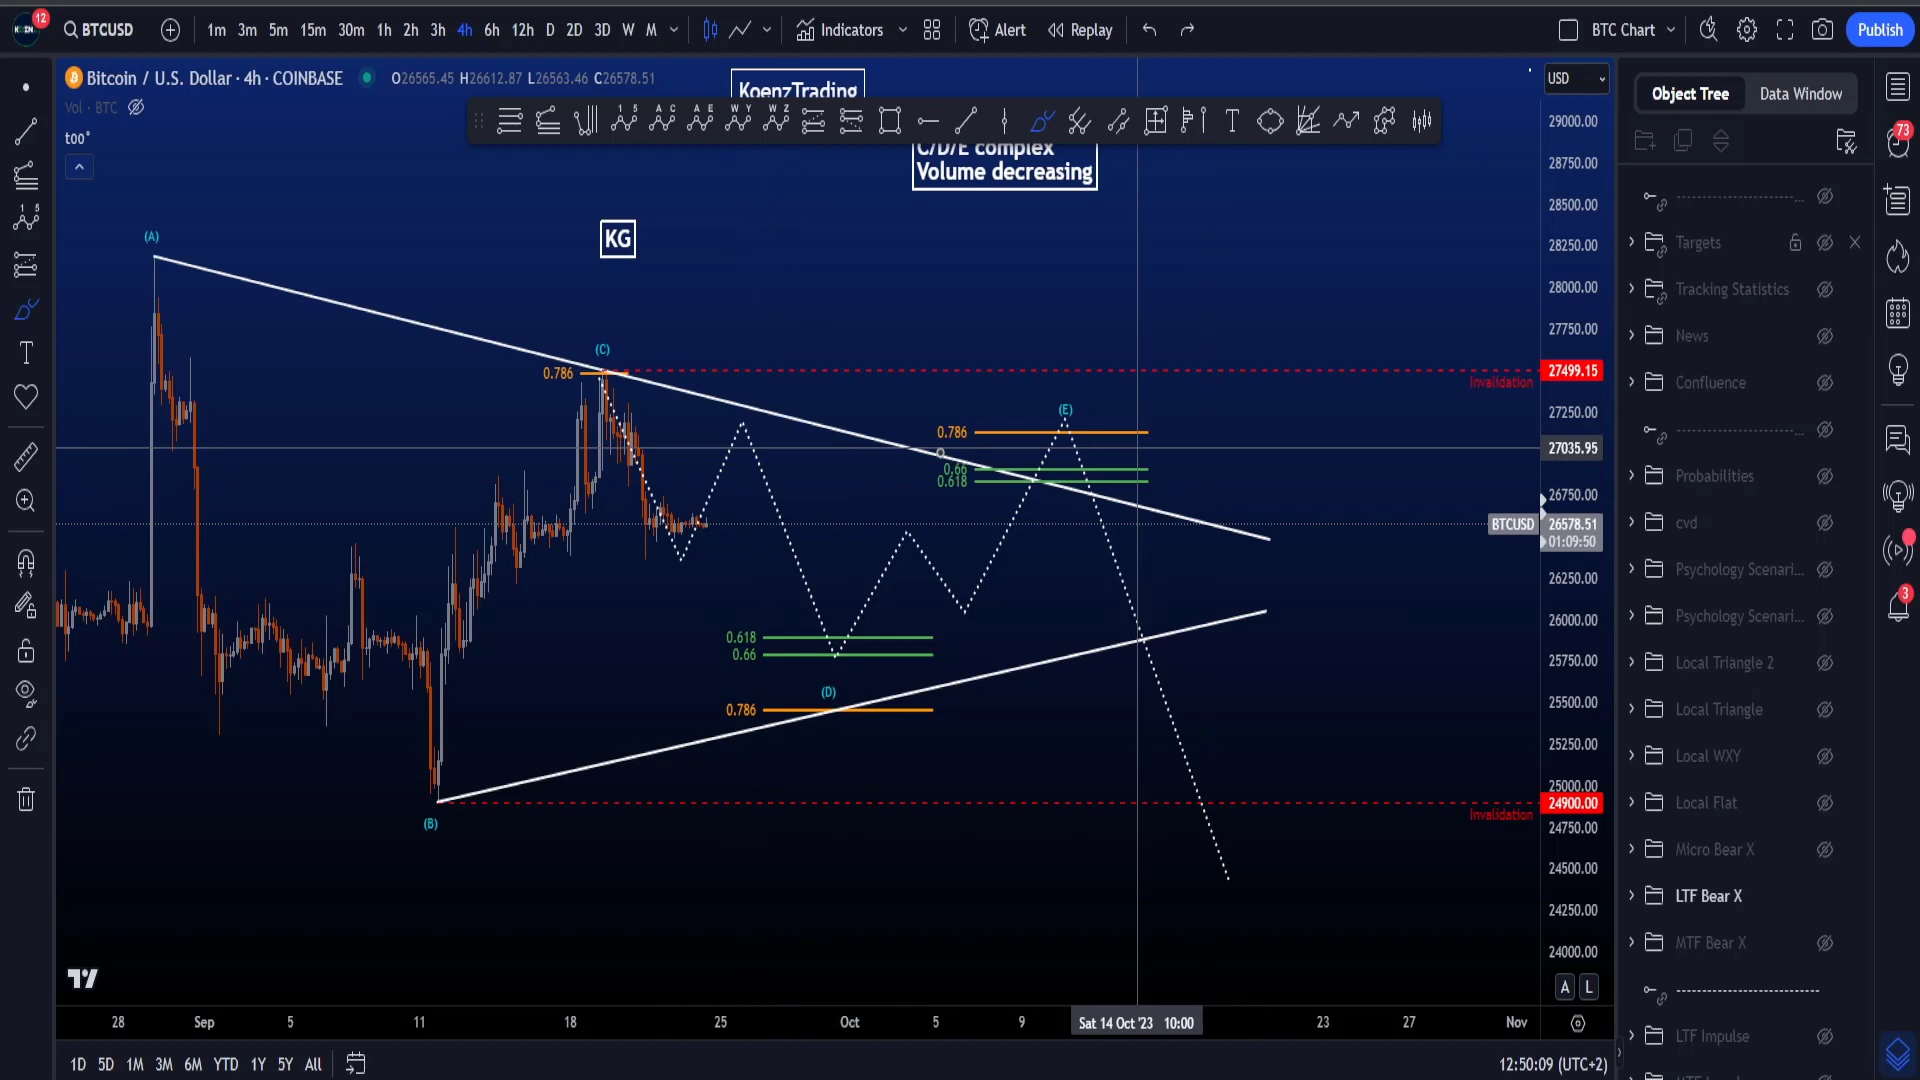 12
BTCUSD
1m 3m 5m 15m 30m 1h 2h 3h 4h 6h 12h D 2D 3D W M
Indicators
Alert
Replay
BTC Chart
Publish
Bitcoin / U.S. Dollar · 4h · COINBASE
O26565.45 H26612.87 L26563.46 C26578.51
Vol · BTC
KoenzTrading
C/D/E complex
Volume decreasing
KG
(A)
(B)
(C)
(D)
(E)
0.786
0.786
0.66
0.618
0.618
0.66
0.786
Invalidation
Invalidation
USD
29000.00
28750.00
28500.00
28250.00
28000.00
27750.00
27499.15
27250.00
27035.95
26750.00
BTCUSD 26578.51
01:09:50
26250.00
26000.00
25750.00
25500.00
25250.00
25000.00
24900.00
24750.00
24500.00
24250.00
24000.00
A L
28 Sep 5 11 18 25 Oct 5 9 Sat 14 Oct '23 10:00 23 27 Nov
1D 5D 1M 3M 6M YTD 1Y 5Y All
12:50:09 (UTC+2)
Object Tree
Data Window
Targets
Tracking Statistics
News
Confluence
Probabilities
cvd
Psychology Scenari...
Psychology Scenari...
Local Triangle 2
Local Triangle
Local WXY
Local Flat
Micro Bear X
LTF Bear X
MTF Bear X
LTF Impulse
73
3